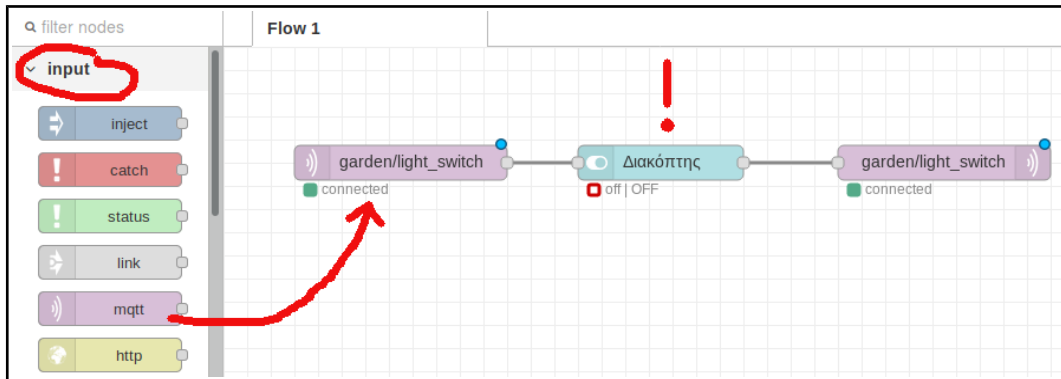 filter nodes
Flow 1
input
inject
catch
status
link
mqtt
http
garden/light_switch
connected
Διακόπτης
off | OFF
garden/light_switch
connected